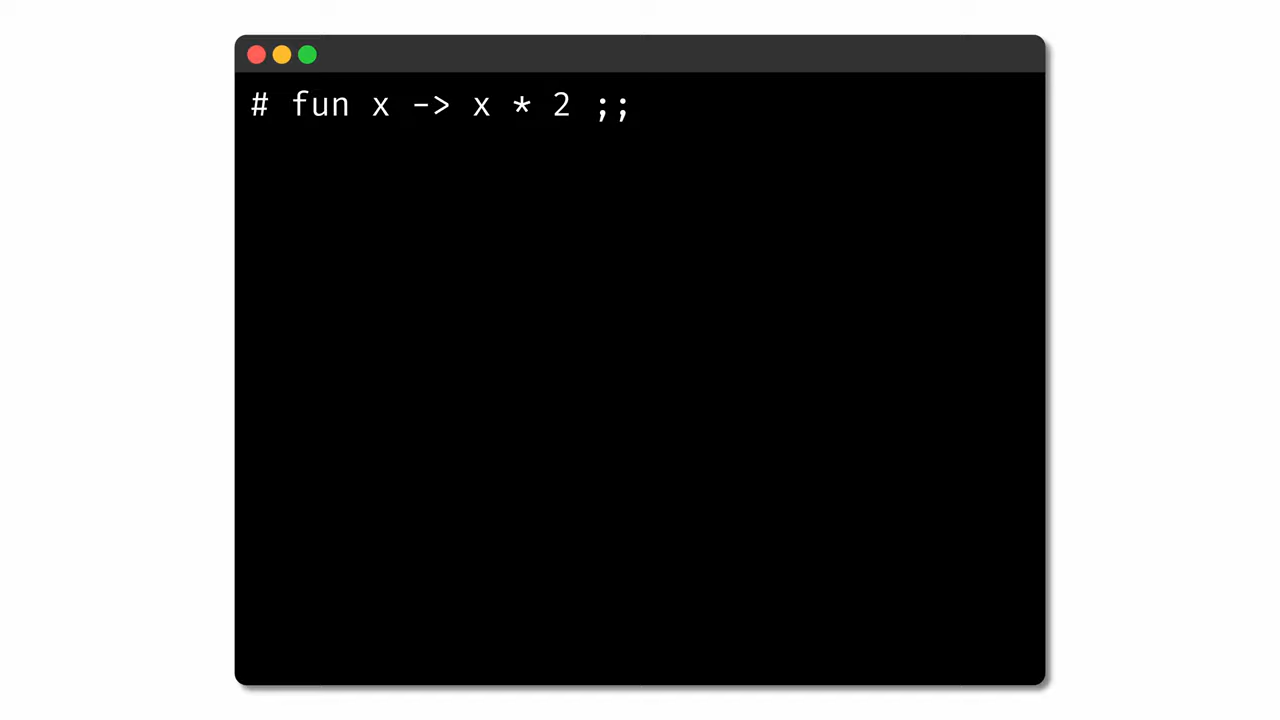 # fun x -> x * 2 ;;